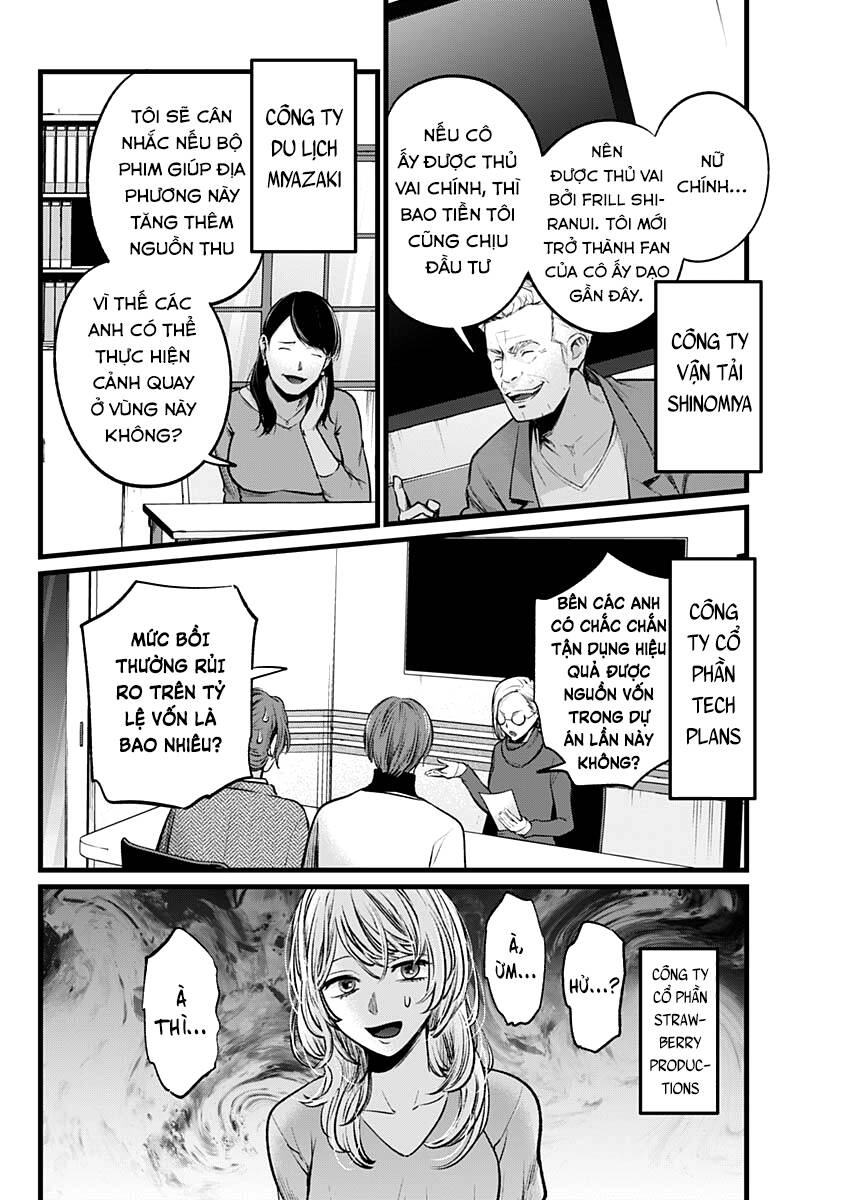 NỮ
CHÍNH...
NÊN
ĐƯỢC THỦ VAI
BỞI FRILL SHI-
RANUI. TÔI MỚI
TRỞ THÀNH FAN
CỦA CÔ ẤY DẠO
GẦN ĐÂY.
NẾU CÔ
ẤY ĐƯỢC THỦ
VAI CHÍNH, THÌ
BAO TIỀN TÔI
CŨNG CHỊU
ĐẦU TƯ
CÔNG TY
VẬN TẢI
SHINOMIYA
CÔNG TY
DU LỊCH
MIYAZAKI
TÔI SẼ CÂN
NHẮC NẾU BỘ
PHIM GIÚP ĐỊA
PHƯƠNG NÀY
TĂNG THÊM
NGUỒN THU
VÌ THẾ CÁC
ANH CÓ THỂ
THỰC HIỆN
CẢNH QUAY
Ở VÙNG NÀY
KHÔNG?
CÔNG
TY CỔ
PHẦN
TECH
PLANS
BÊN CÁC ANH
CÓ CHẮC CHẮN
TẬN DỤNG HIỆU
QUẢ ĐƯỢC
NGUỒN VỐN
TRONG DỰ
ÁN LẦN NÀY
KHÔNG?
MỨC BỒI
THƯỜNG RỦI
RO TRÊN TỶ
LỆ VỐN LÀ
BAO NHIÊU?
CÔNG TY
CỔ PHẦN
STRAW-
BERRY
PRODUC-
TIONS
HỬ...?
À,
ỪM...
À
THÌ...